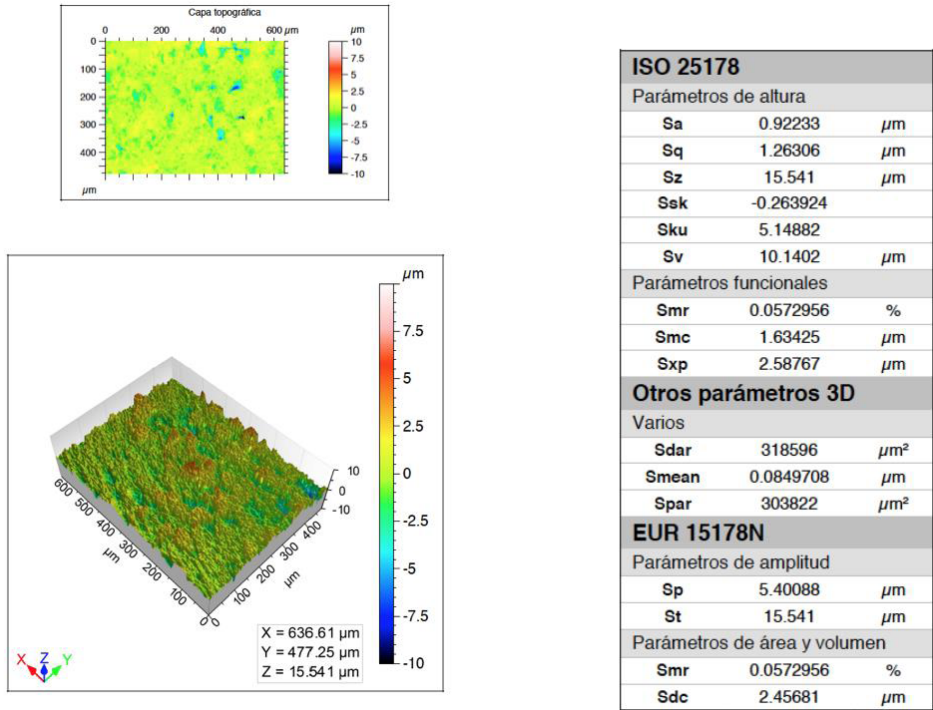 Capa topográfica
0 200 400 600 µm
0
100
200
300
400
µm
µm
10
7.5
5
2.5
0
-2.5
-5
-7.5
-10
µm
7.5
5
2.5
0
-2.5
-5
-7.5
-10
10
0
-10
600 500 400 300 200 100 0
µm
0 100 200 300 400
µm
X = 636.61 µm
Y = 477.25 µm
Z = 15.541 µm
X Z Y
ISO 25178
Parámetros de altura
Sa 0.92233 µm
Sq 1.26306 µm
Sz 15.541 µm
Ssk -0.263924
Sku 5.14882
Sv 10.1402 µm
Parámetros funcionales
Smr 0.0572956 %
Smc 1.63425 µm
Sxp 2.58767 µm
Otros parámetros 3D
Varios
Sdar 318596 µm²
Smean 0.0849708 µm
Spar 303822 µm²
EUR 15178N
Parámetros de amplitud
Sp 5.40088 µm
St 15.541 µm
Parámetros de área y volumen
Smr 0.0572956 %
Sdc 2.45681 µm